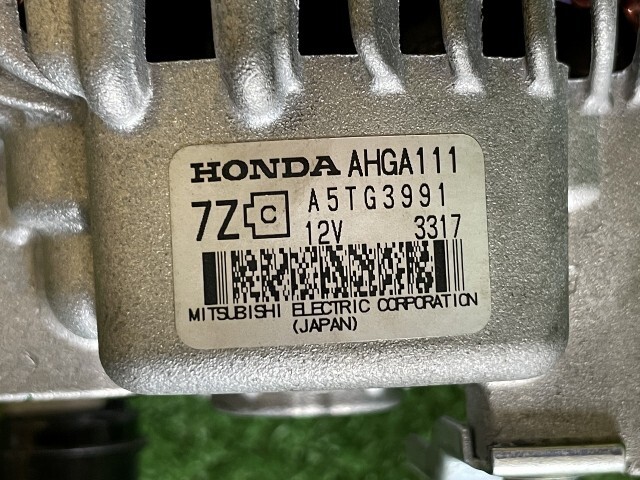 HONDA AHGA111
7Z C A5TG3991
12V 3317
MITSUBISHI ELECTRIC CORPORATION
(JAPAN)